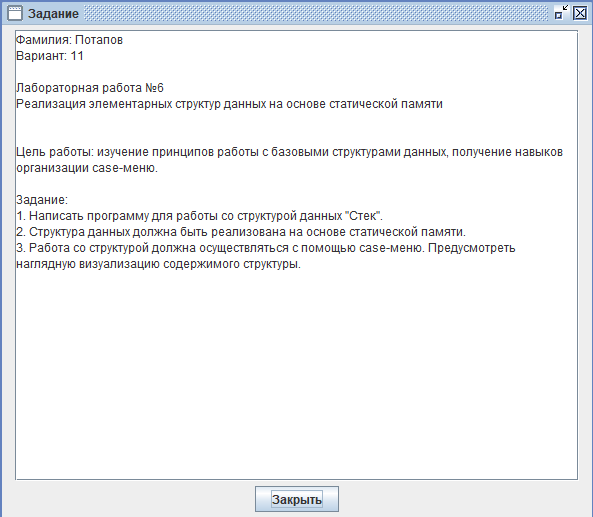 Задание
Фамилия: Потапов
Вариант: 11
Лабораторная работа №6
Реализация элементарных структур данных на основе статической памяти
Цель работы: изучение принципов работы с базовыми структурами данных, получение навыков
организации case-меню.
Задание:
1. Написать программу для работы со структурой данных "Стек".
2. Структура данных должна быть реализована на основе статической памяти.
3. Работа со структурой должна осуществляться с помощью case-меню. Предусмотреть
наглядную визуализацию содержимого структуры.
Закрыть